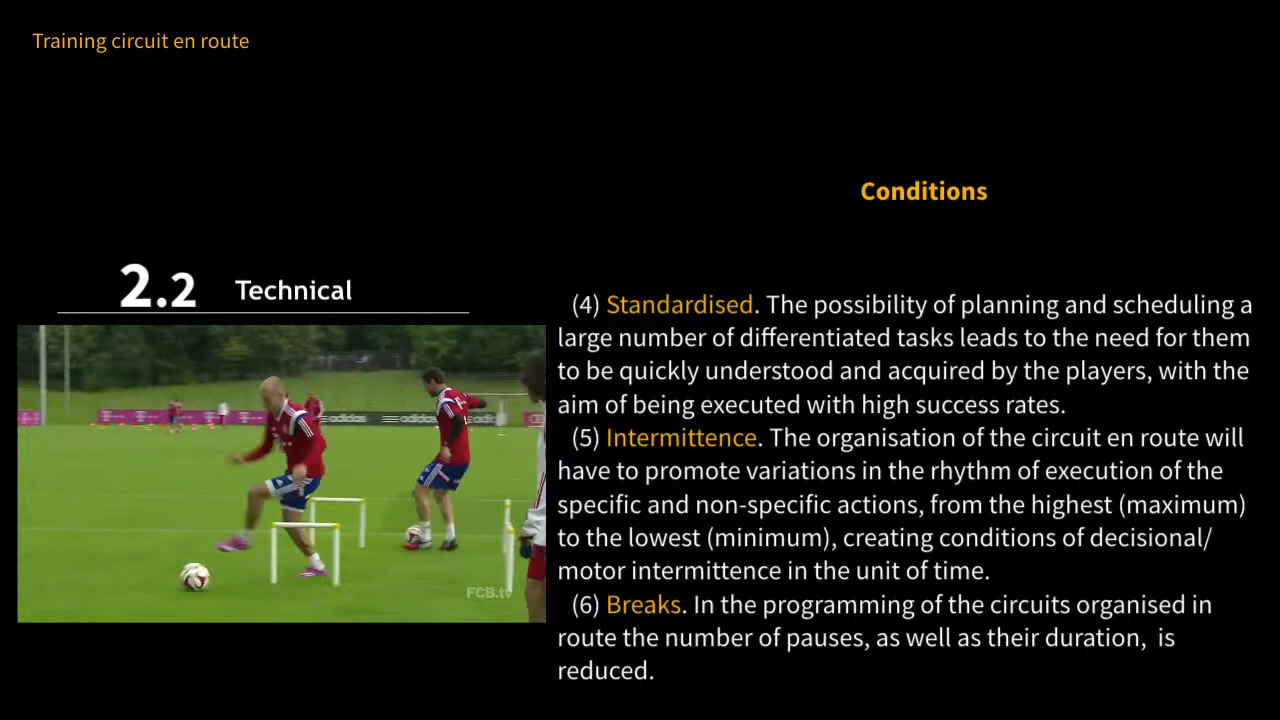 Training circuit en route
Conditions
2.2 Technical
(4) Standardised. The possibility of planning and scheduling a
large number of differentiated tasks leads to the need for them
to be quickly understood and acquired by the players, with the
aim of being executed with high success rates.
(5) Intermittence. The organisation of the circuit en route will
have to promote variations in the rhythm of execution of the
specific and non-specific actions, from the highest (maximum)
to the lowest (minimum), creating conditions of decisional/
motor intermittence in the unit of time.
(6) Breaks. In the programming of the circuits organised in
route the number of pauses, as well as their duration,  is
reduced.
adidas
adidas
FCB.tv